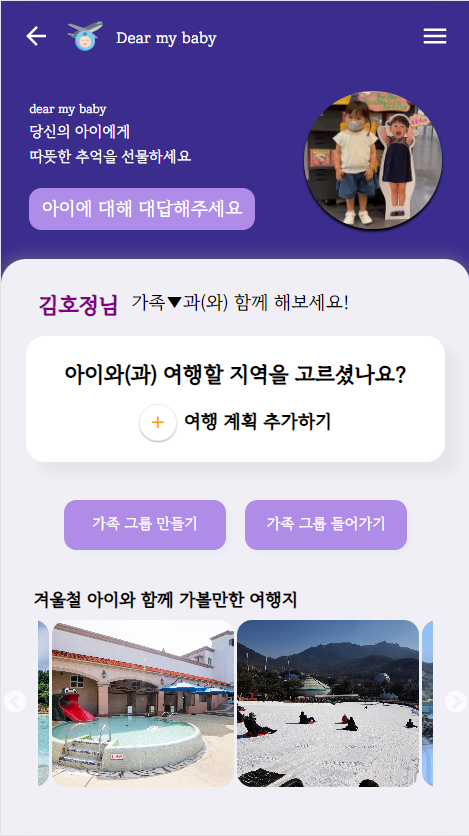 Dear my baby
dear my baby
당신의 아이에게
따뜻한 추억을 선물하세요
아이에 대해 대답해주세요
김호정님 가족▼과(와) 함께 해보세요!
아이와(과) 여행할 지역을 고르셨나요?
+ 여행 계획 추가하기
가족 그룹 만들기 가족 그룹 들어가기
겨울철 아이와 함께 가볼만한 여행지